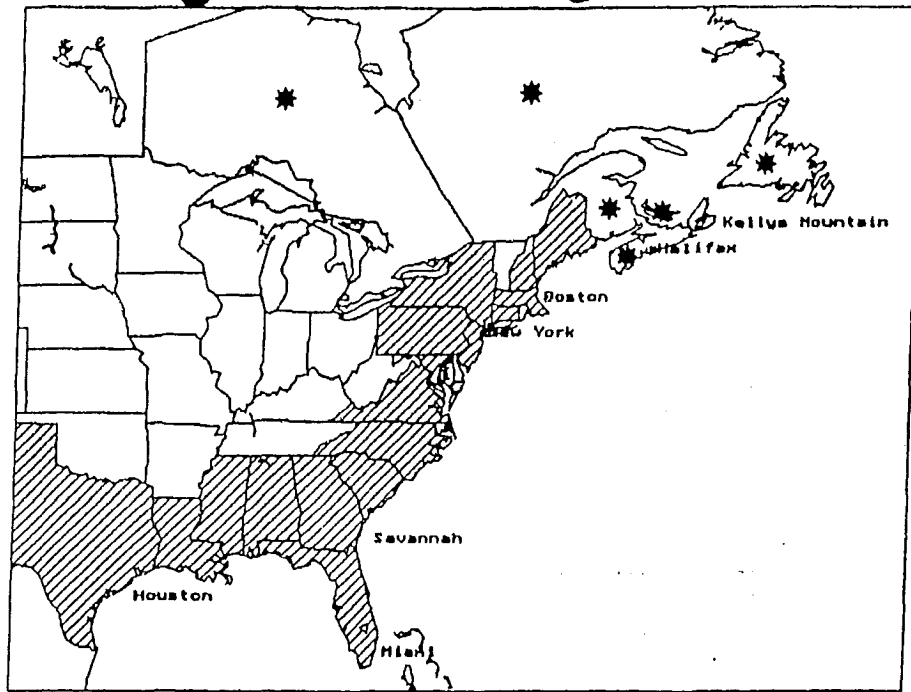 Kellys Mountain
Halifax
Boston
New York
Savannah
Houston
Miami